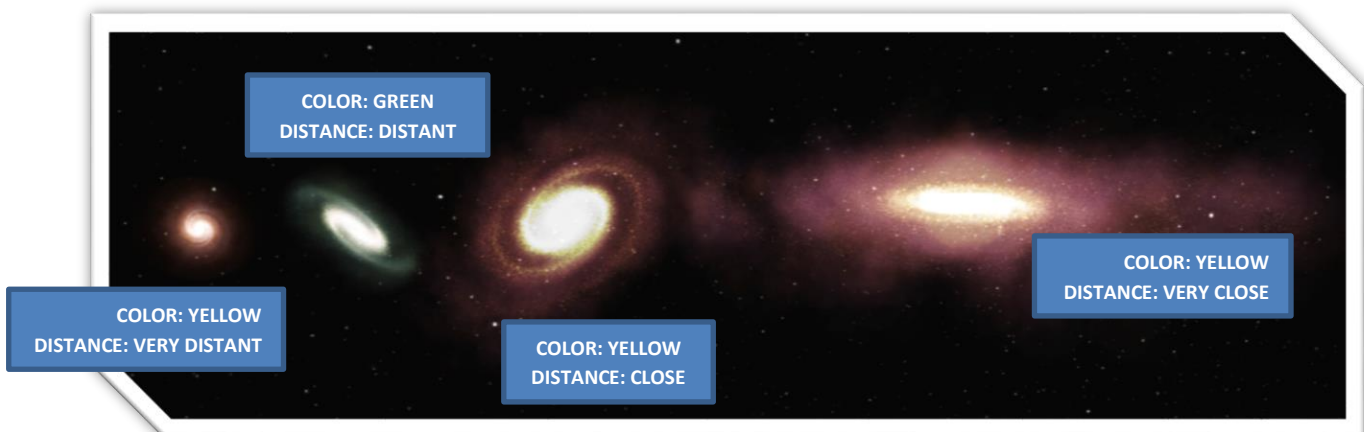 COLOR: GREEN
DISTANCE: DISTANT
COLOR: YELLOW
DISTANCE: VERY CLOSE
COLOR: YELLOW
DISTANCE: VERY DISTANT
COLOR: YELLOW
DISTANCE: CLOSE